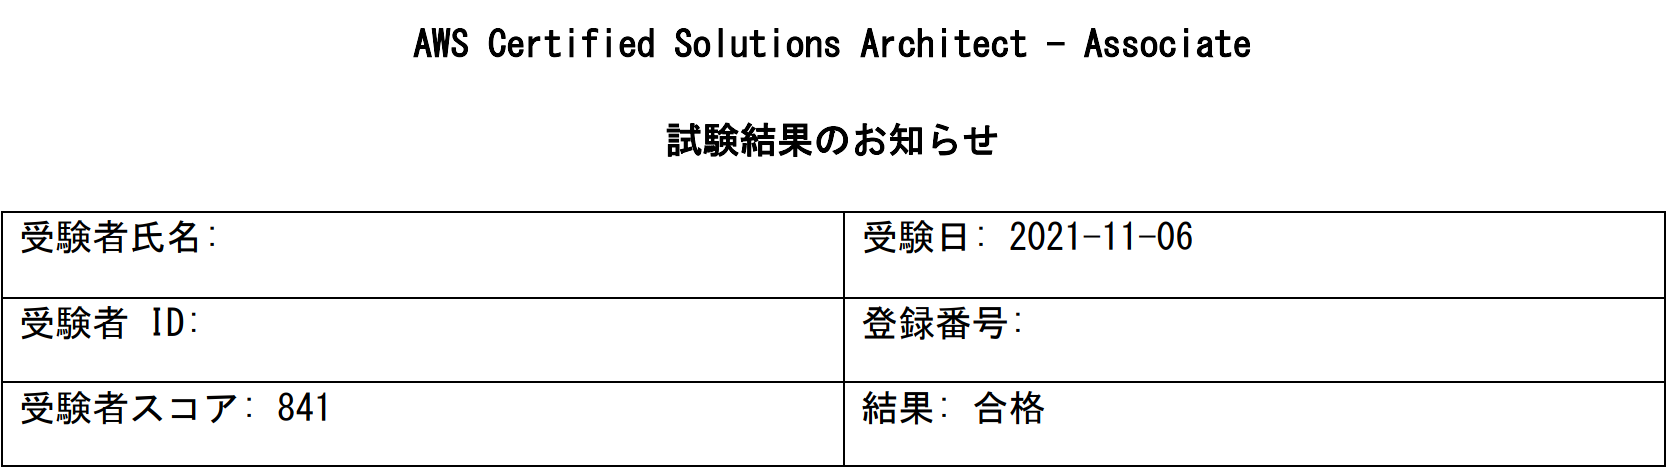 AWS Certified Solutions Architect - Associate
試験結果のお知らせ
受験者氏名:
受験日: 2021-11-06
受験者 ID:
登録番号:
受験者スコア: 841
結果: 合格